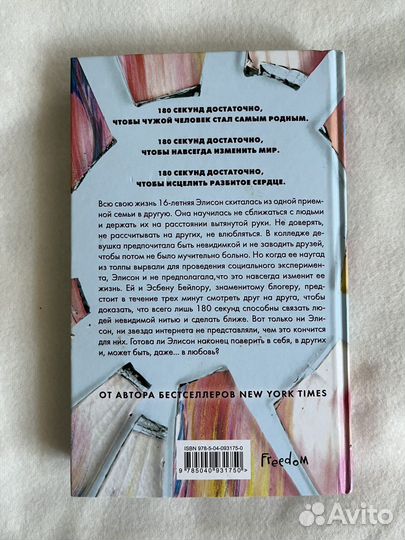 180 СЕКУНД ДОСТАТОЧНО,
ЧТОБЫ ЧУЖОЙ ЧЕЛОВЕК СТАЛ САМЫМ РОДНЫМ.
180 СЕКУНД ДОСТАТОЧНО,
ЧТОБЫ НАВСЕГДА ИЗМЕНИТЬ МИР.
180 СЕКУНД ДОСТАТОЧНО,
ЧТОБЫ ИСЦЕЛИТЬ РАЗБИТОЕ СЕРДЦЕ.
Всю свою жизнь 16-летняя Элисон скиталась из одной прием-
ной семьи в другую. Она научилась не сближаться с людьми
и держать их на расстоянии вытянутой руки. Не доверять,
не рассчитывать на других, не влюбляться. В колледже де-
вушка предпочитала быть невидимкой и не заводить друзей,
чтобы потом не было мучительно больно. Но когда ее наугад
из толпы вырвали для проведения социального эксперимен-
та, Элисон и не предполагала,что это навсегда изменит ее
жизнь. Ей и Эсбену Бейлору, знаменитому блогеру, предс-
тоит в течение трех минут смотреть друг на друга, чтобы
доказать, что всего лишь 180 секунд способны связать лю-
дей невидимой нитью и сделать ближе. Вот только ни Эли-
сон, ни звезда интернета не представляли, чем это кончится
для них. Готова ли Элисон наконец поверить в себя, в других
и, может быть, даже... в любовь?
ОТ АВТОРА БЕСТСЕЛЛЕРОВ NEW YORK TIMES
ISBN 978-5-04-093175-0
9 785040 931750 >
Freedom
Avito